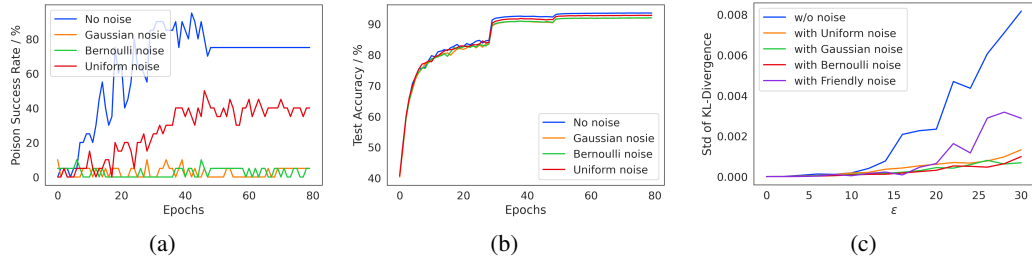 No noise
Gaussian nosie
Bernoulli noise
Uniform noise
Poison Success Rate / %
80
60
40
20
0
0 20 40 60 80
Epochs
(a)
Test Accuracy / %
90
80
70
60
50
40
No noise
Gaussian nosie
Bernoulli noise
Uniform noise
0 20 40 60 80
Epochs
(b)
Std of KL-Divergence
0.008
0.006
0.004
0.002
0.000
w/o noise
with Uniform noise
with Gaussian noise
with Bernoulli noise
with Friendly noise
0 5 10 15 20 25 30
ε
(c)